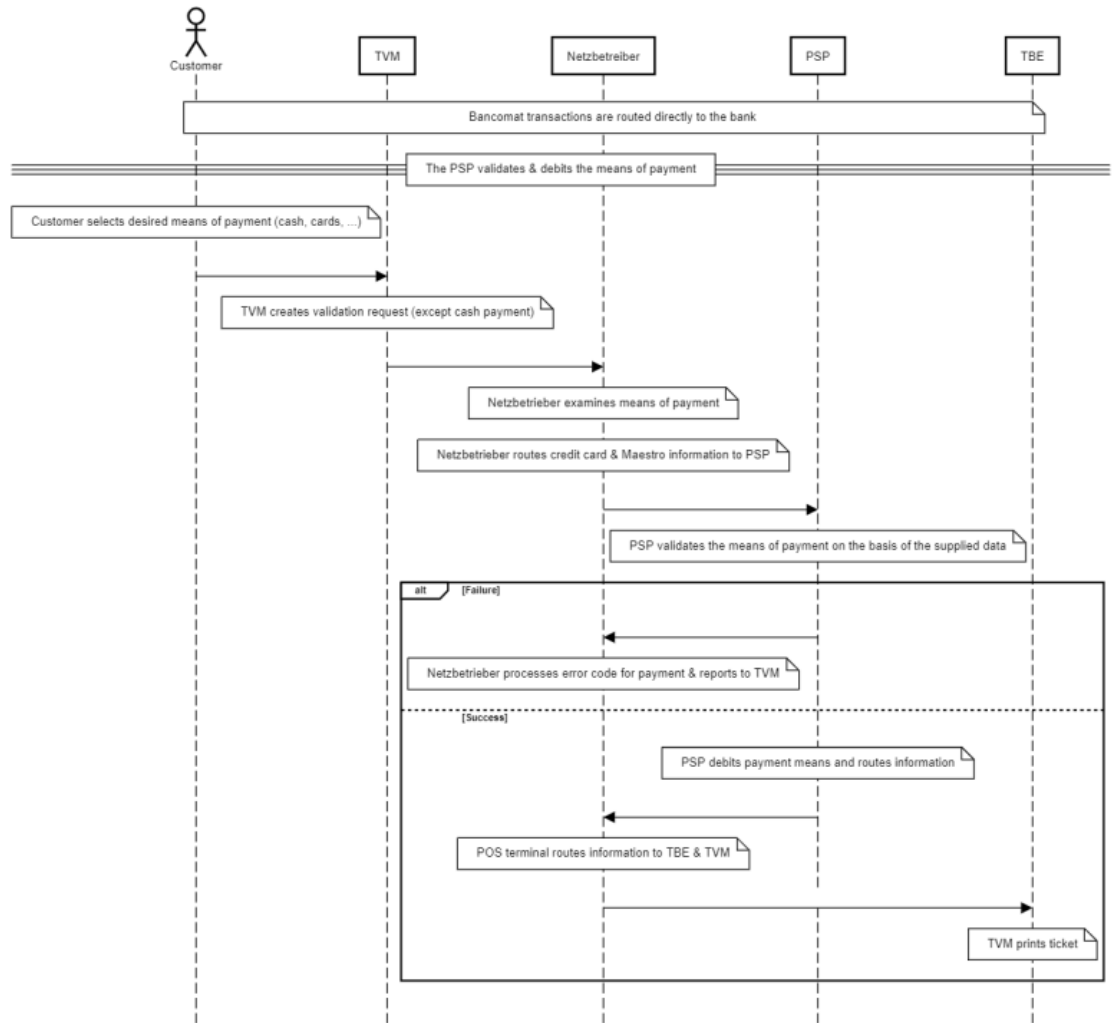 Customer
TVM
Netzbetreiber
PSP
TBE
Bancomat transactions are routed directly to the bank
The PSP validates & debits the means of payment
Customer selects desired means of payment (cash, cards, ...)
TVM creates validation request (except cash payment)
Netzbetrieber examines means of payment
Netzbetrieber routes credit card & Maestro information to PSP
PSP validates the means of payment on the basis of the supplied data
alt
[Failure]
Netzbetrieber processes error code for payment & reports to TVM
[Success]
PSP debits payment means and routes information
POS terminal routes information to TBE & TVM
TVM prints ticket